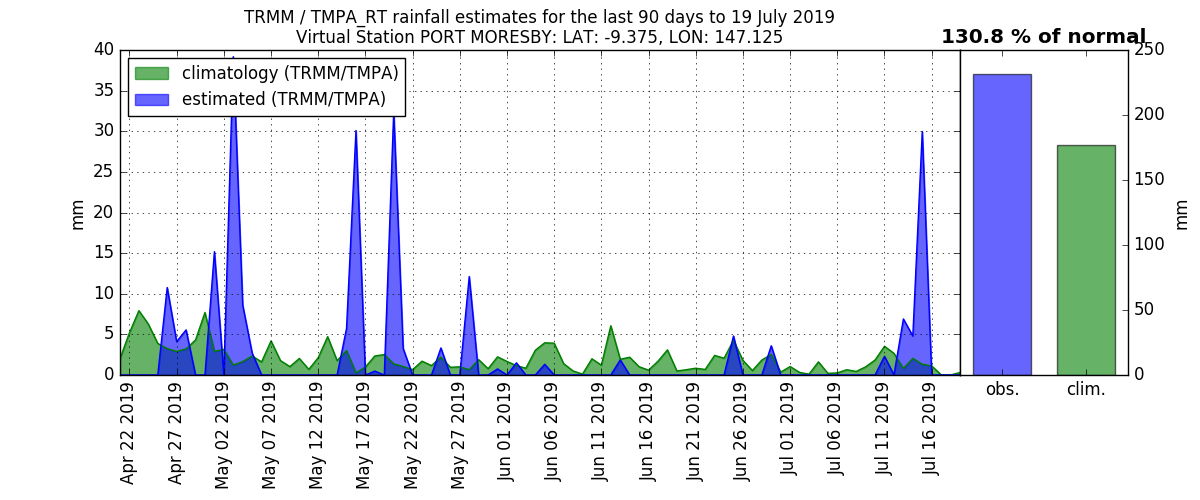 TRMM / TMPA_RT rainfall estimates for the last 90 days to 19 July 2019
Virtual Station PORT MORESBY: LAT: -9.375, LON: 147.125
130.8 % of normal
climatology (TRMM/TMPA)
estimated (TRMM/TMPA)
40
35
30
25
20
15
10
5
0
mm
Apr 22 2019
Apr 27 2019
May 02 2019
May 07 2019
May 12 2019
May 17 2019
May 22 2019
May 27 2019
Jun 01 2019
Jun 06 2019
Jun 11 2019
Jun 16 2019
Jun 21 2019
Jun 26 2019
Jul 01 2019
Jul 06 2019
Jul 11 2019
Jul 16 2019
obs.
clim.
250
200
150
100
50
0
mm